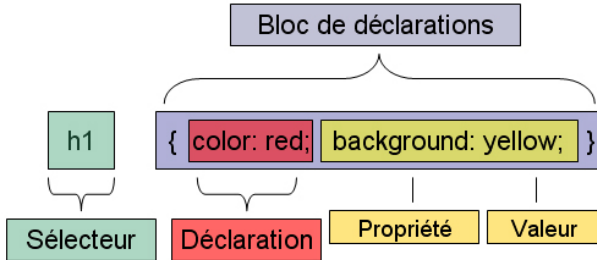 Bloc de déclarations
h1 { color: red; background: yellow; }
Sélecteur Déclaration Propriété Valeur